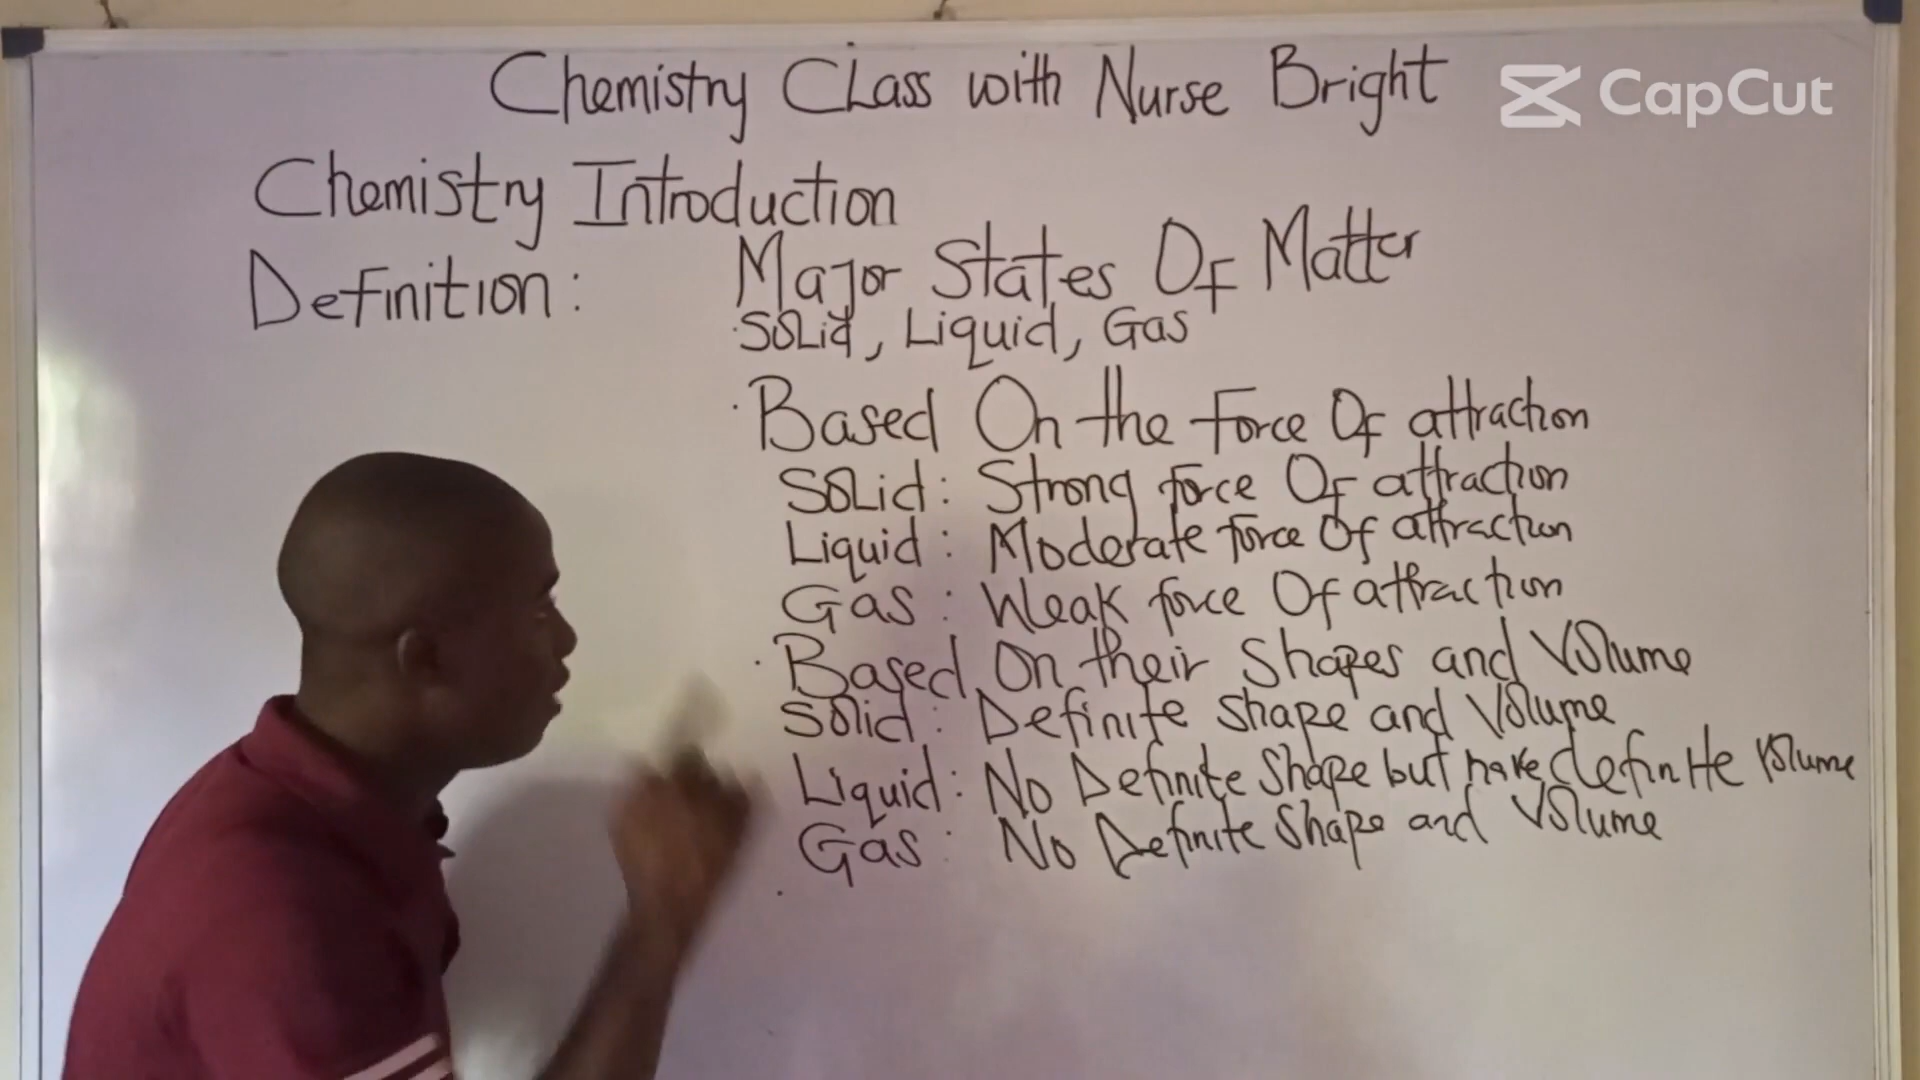 Chemistry Class with Nurse Bright
CapCut
Chemistry Introduction
Definition:
Major States Of Matter
Solid, Liquid, Gas
Based On the force Of attraction
Solid: Strong force Of attraction
Liquid: Moderate force Of attraction
Gas: Weak force Of attraction
Based On their Shapes and Volume
Solid: Definite shape and Volume
Liquid: No Definite Shape but have definite volume
Gas: No Definite Shape and Volume